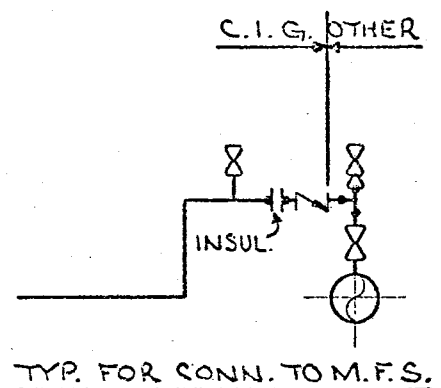 C.I.G. OTHER
INSUL.
TYP. FOR CONN. TO M.F.S.